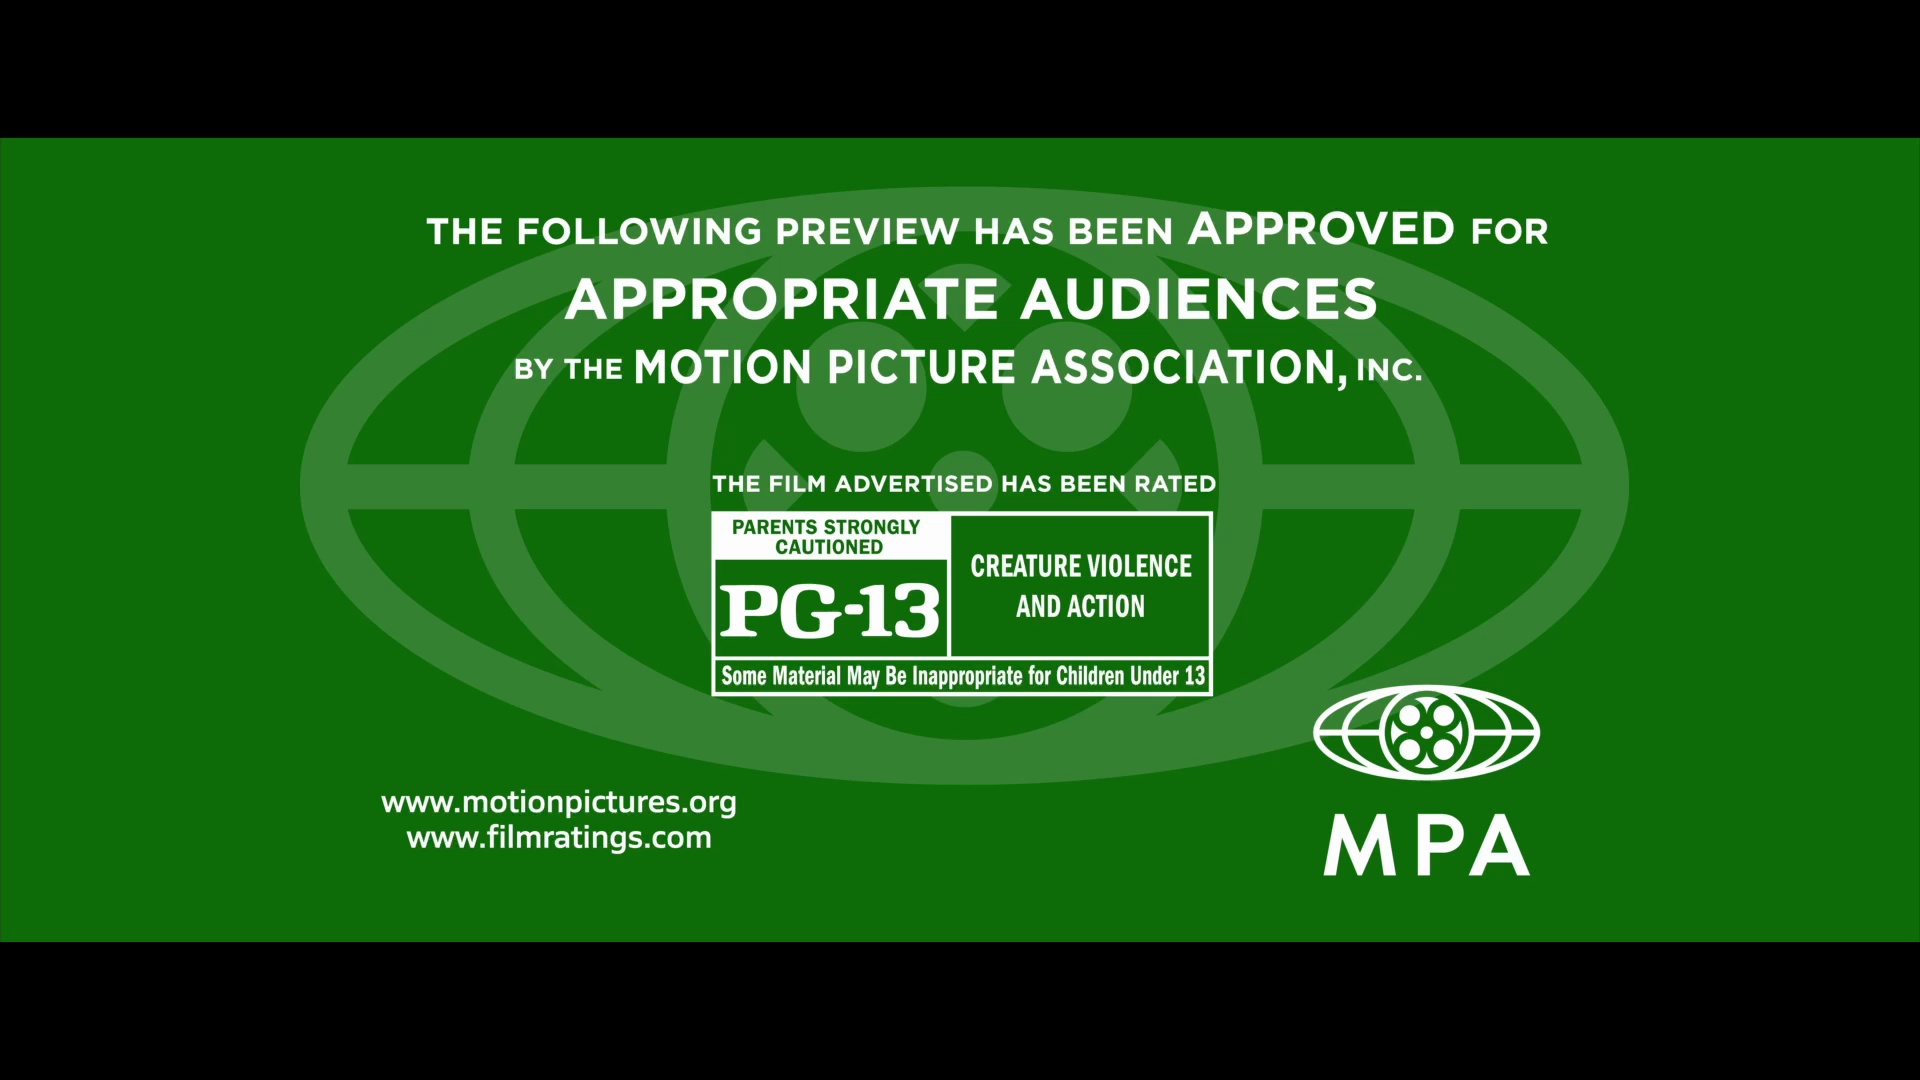 THE FOLLOWING PREVIEW HAS BEEN APPROVED FOR
APPROPRIATE AUDIENCES
BY THE MOTION PICTURE ASSOCIATION, INC.
THE FILM ADVERTISED HAS BEEN RATED
PARENTS STRONGLY
CAUTIONED
PG-13
CREATURE VIOLENCE
AND ACTION
Some Material May Be Inappropriate for Children Under 13
www.motionpictures.org
www.filmratings.com
MPA